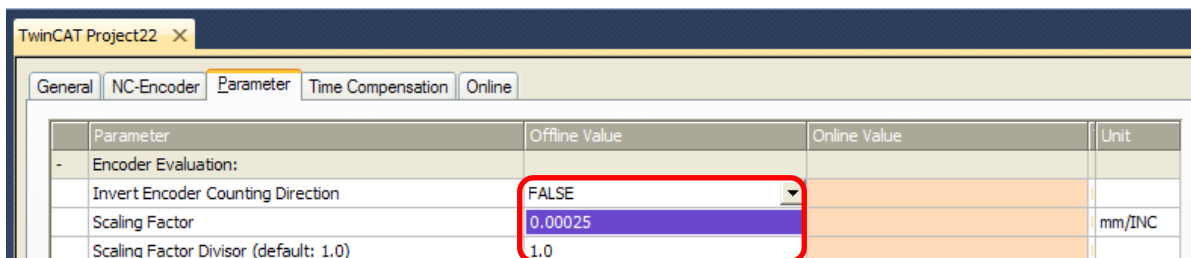 TwinCAT Project22
General NC-Encoder Parameter Time Compensation Online
Parameter Offline Value Online Value Unit
- Encoder Evaluation:
Invert Encoder Counting Direction FALSE
Scaling Factor 0.00025 mm/INC
Scaling Factor Divisor (default: 1.0) 1.0